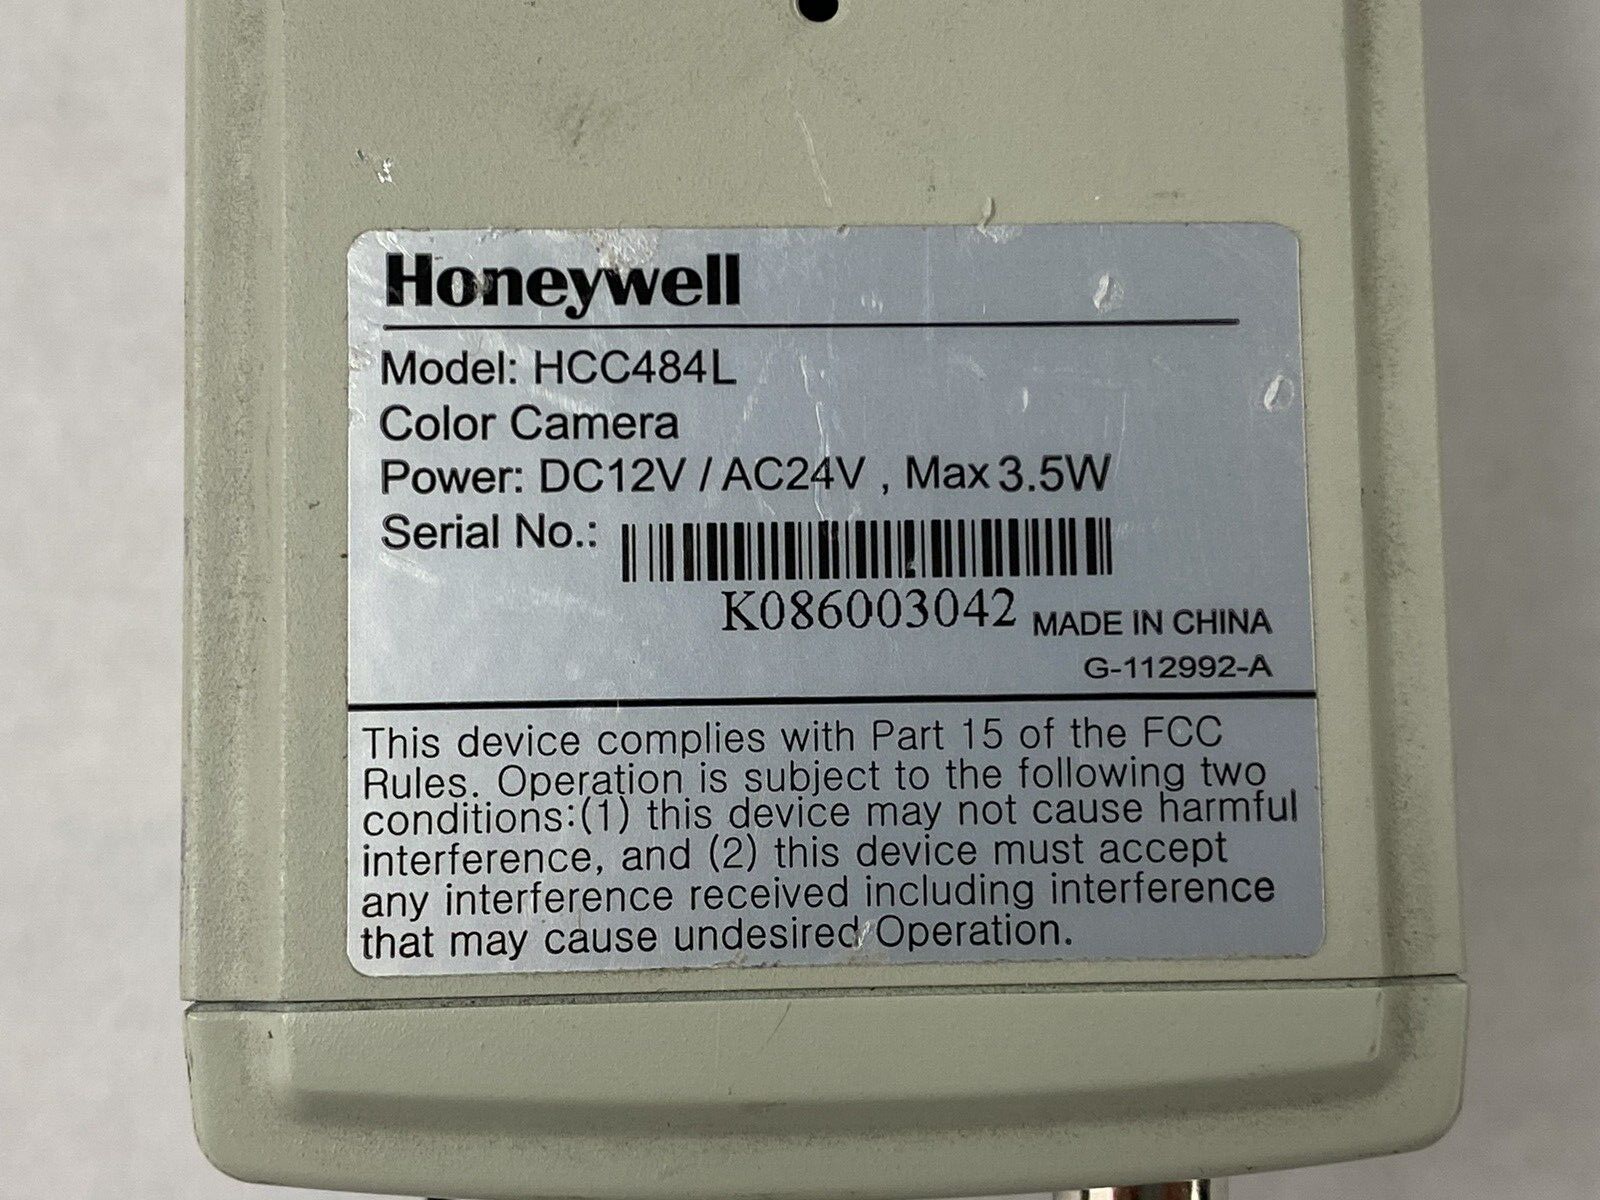 Honeywell
Model: HCC484L
Color Camera
Power: DC12V / AC24V , Max 3.5W
Serial No.:
K086003042 MADE IN CHINA
G-112992-A
This device complies with Part 15 of the FCC
Rules. Operation is subject to the following two
conditions:(1) this device may not cause harmful
interference, and (2) this device must accept
any interference received including interference
that may cause undesired Operation.